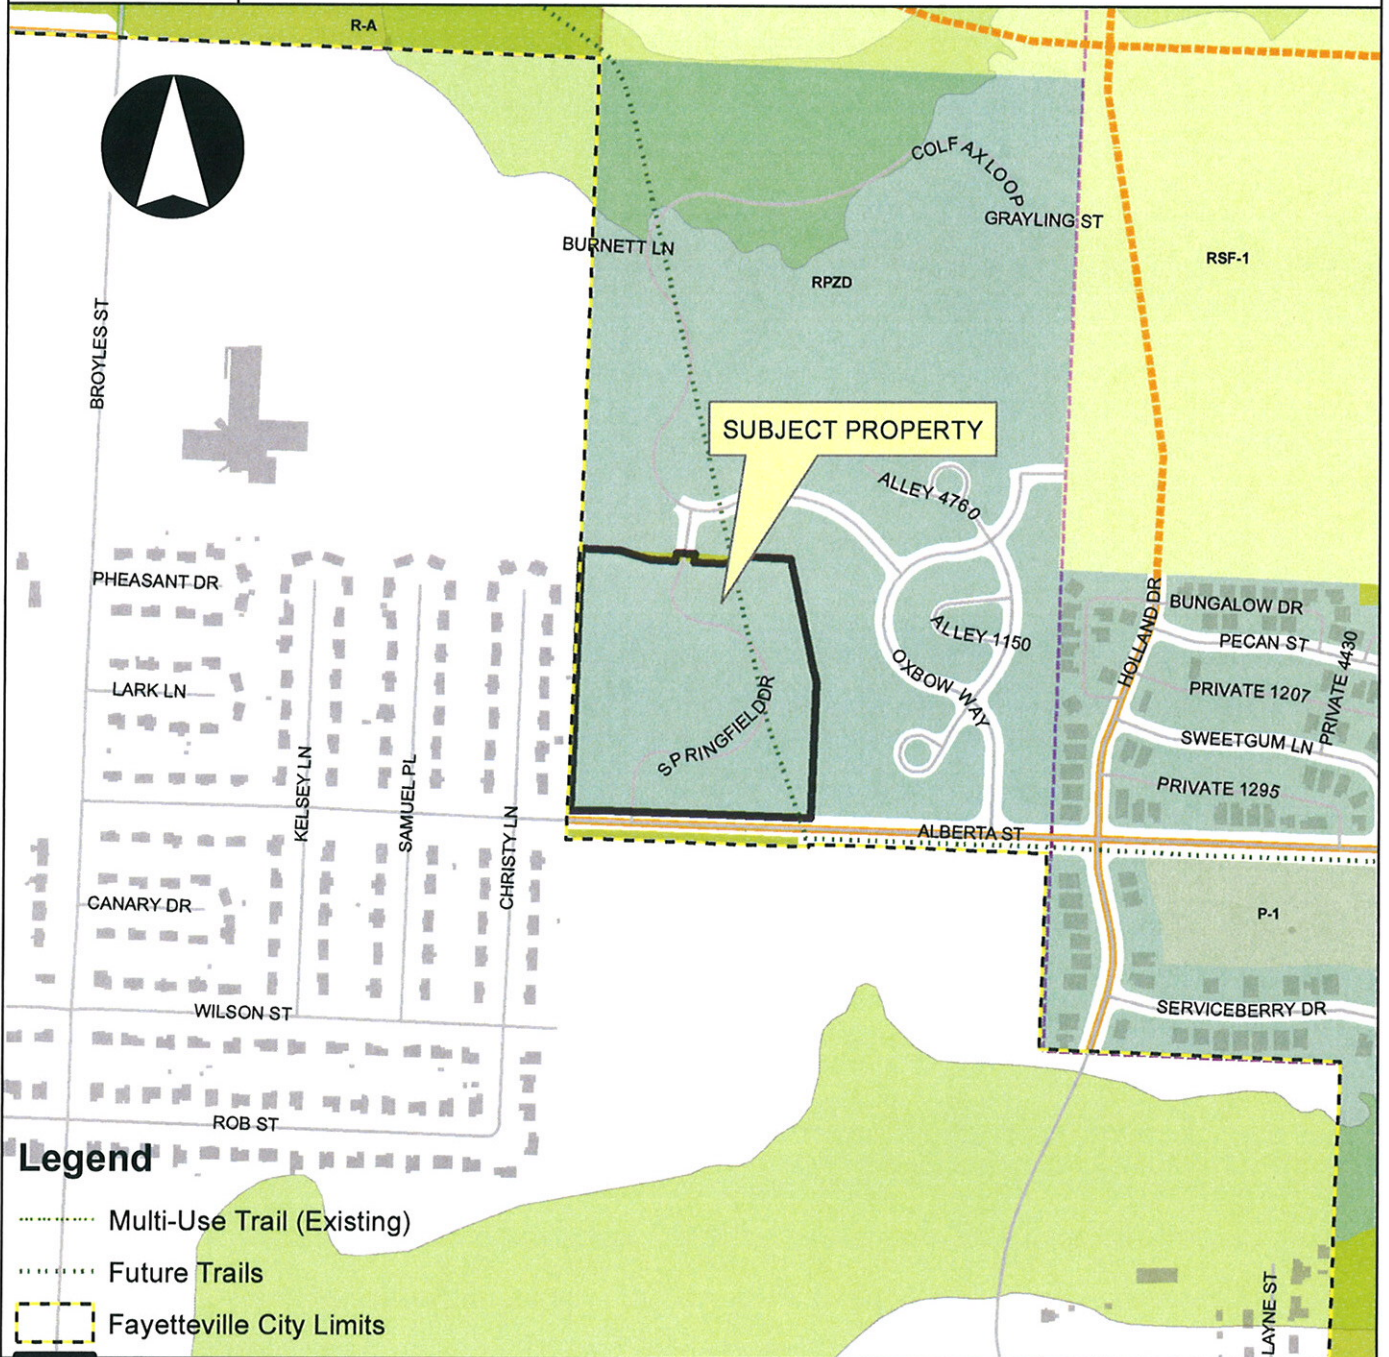 R-A
COLFAX LOOP
GRAYLING ST
BURNETT LN
RSF-1
RPZD
BROYLES ST
SUBJECT PROPERTY
ALLEY 4760
PHEASANT DR
BUNGALOW DR
HOLLAND DR
PECAN ST
ALLEY 1150
PRIVATE 4430
LARK LN
OXBOW WAY
PRIVATE 1207
SPRINGFIELD DR
SWEETGUM LN
KELSEY LN
SAMUEL PL
PRIVATE 1295
CHRISTY LN
ALBERTA ST
CANARY DR
P-1
WILSON ST
SERVICEBERRY DR
ROB ST
Legend
Multi-Use Trail (Existing)
Future Trails
Fayetteville City Limits
LAYNE ST